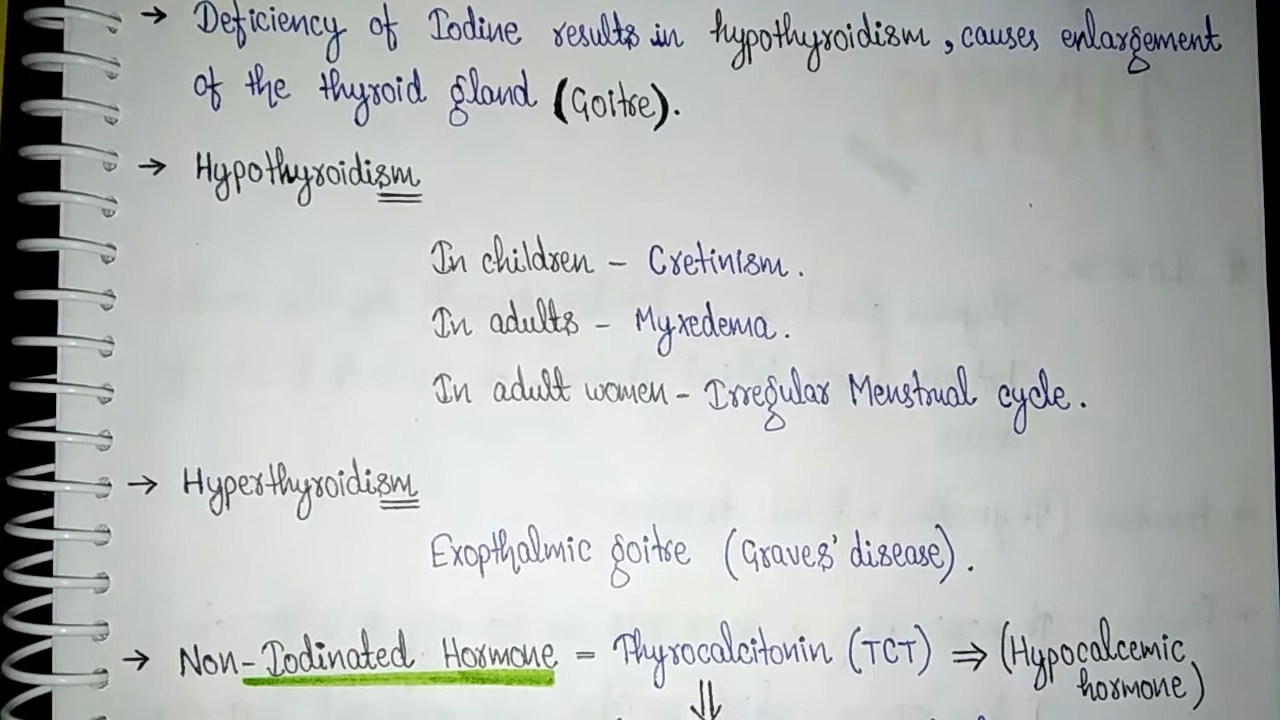 → Deficiency of Iodine results in hypothyroidism, causes enlargement
of the thyroid gland (Goitre).
→ Hypothyroidism
In children - Cretinism.
In adults - Myxedema.
In adult women - Irregular Menstrual cycle.
→ Hyperthyroidism
Exopthalmic goitre (Graves' disease).
→ Non-Iodinated Hormone = Thyrocalcitonin (TCT) ⇒ (Hypocalcemic
hormone)
⇓